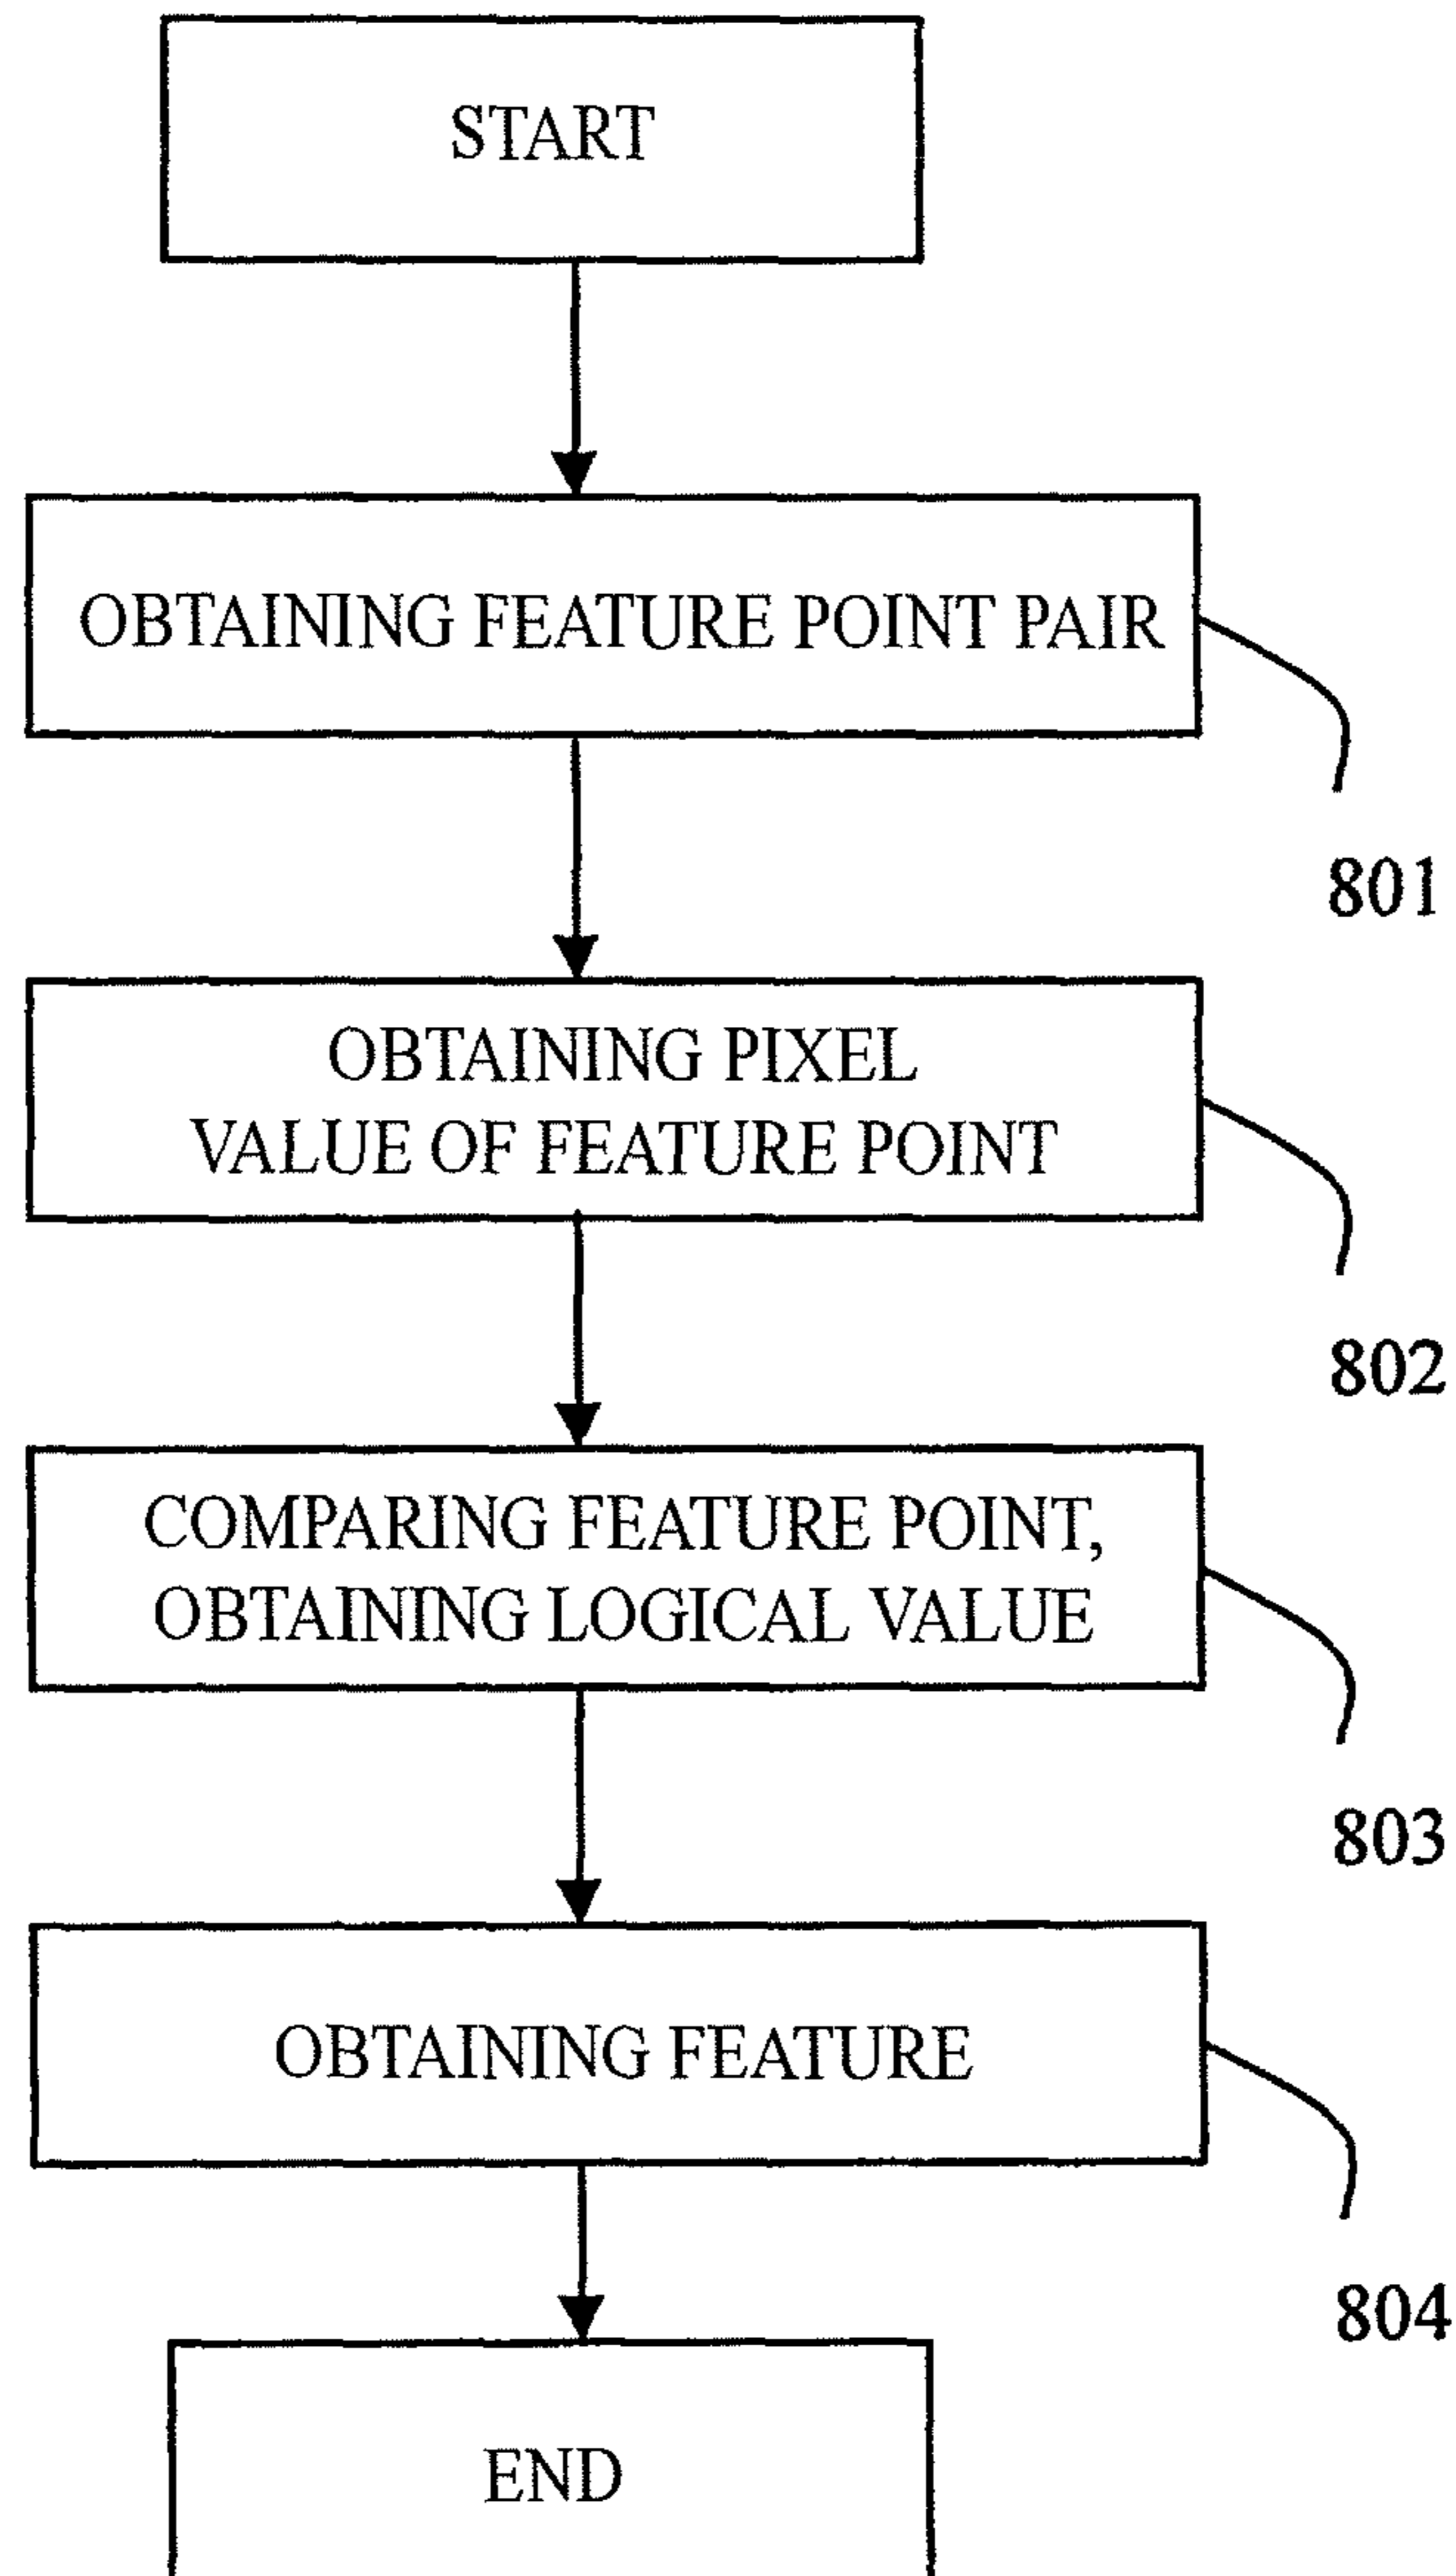 START
OBTAINING FEATURE POINT PAIR
801
OBTAINING PIXEL
VALUE OF FEATURE POINT
802
COMPARING FEATURE POINT,
OBTAINING LOGICAL VALUE
803
OBTAINING FEATURE
804
END